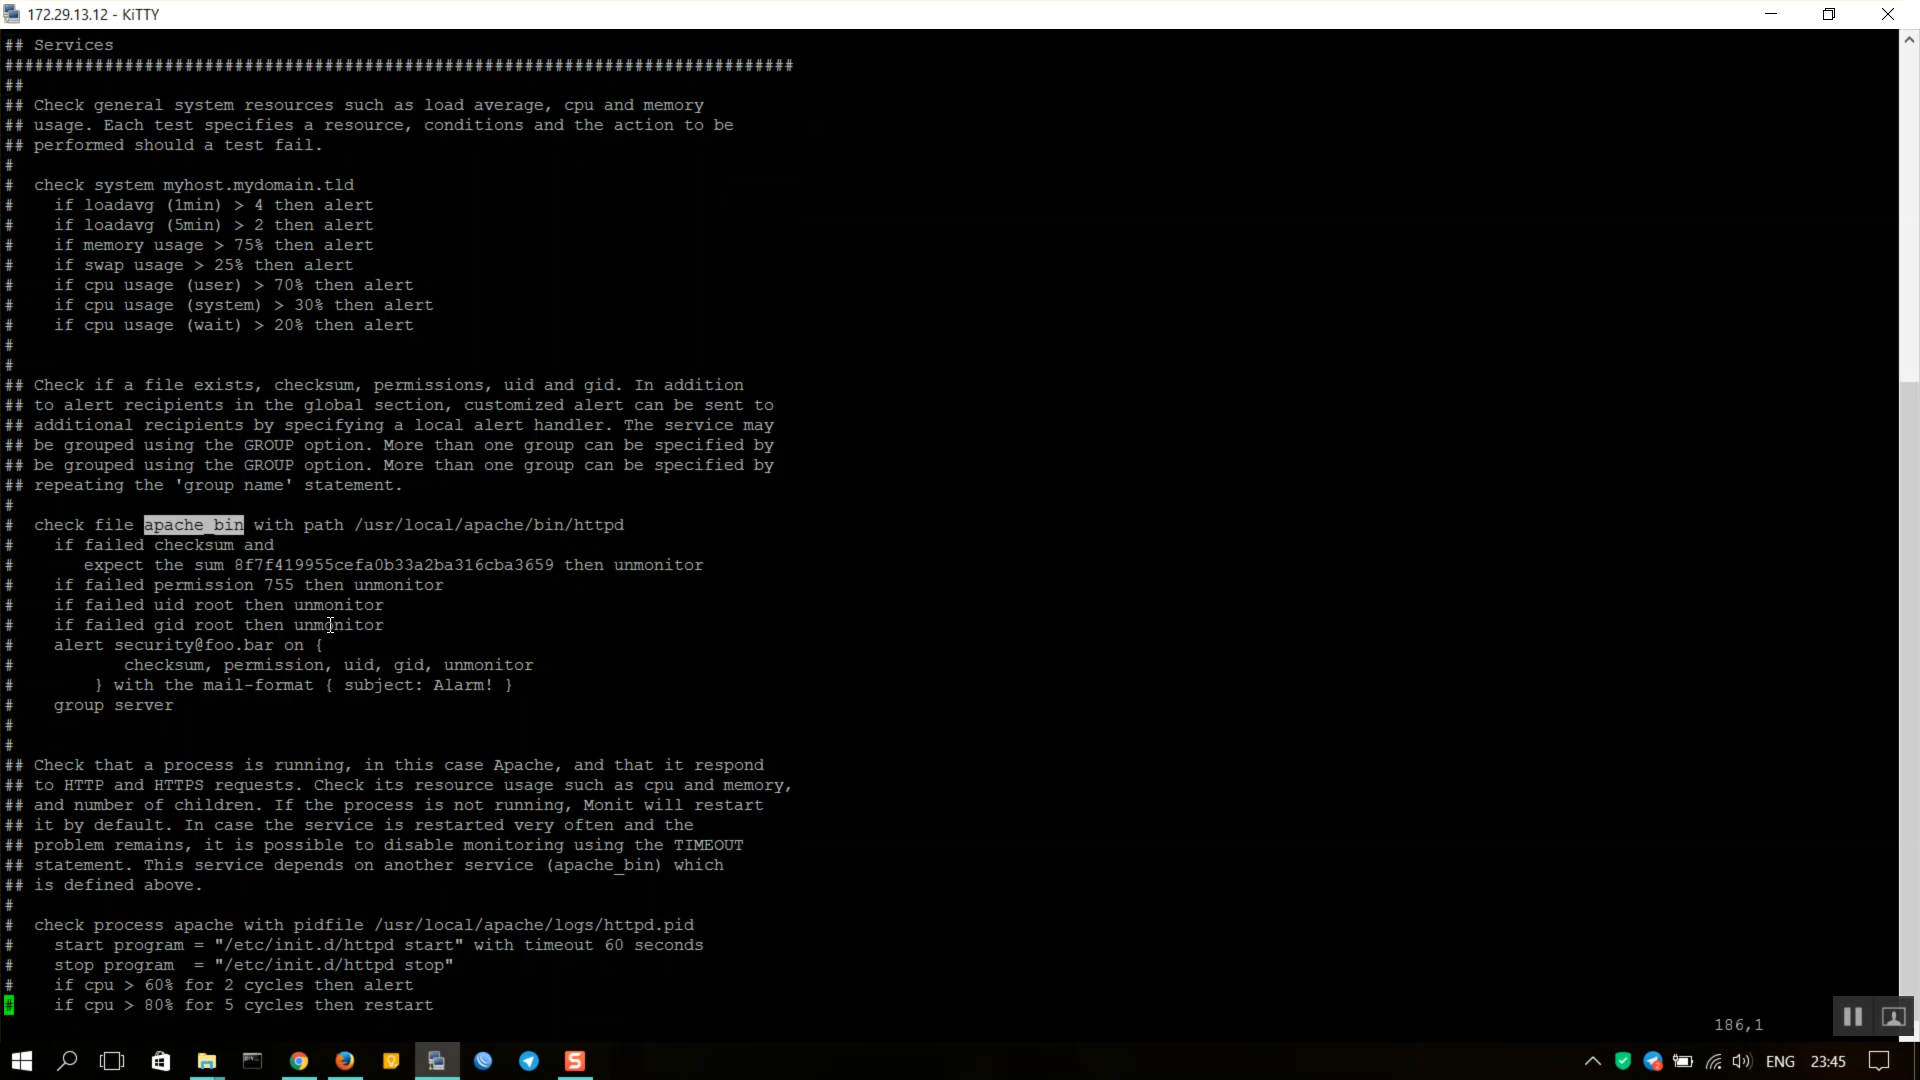 172.29.13.12 - KiTTY
## Services
###############################################################################
##
## Check general system resources such as load average, cpu and memory
## usage. Each test specifies a resource, conditions and the action to be
## performed should a test fail.
#
#  check system myhost.mydomain.tld
#    if loadavg (1min) > 4 then alert
#    if loadavg (5min) > 2 then alert
#    if memory usage > 75% then alert
#    if swap usage > 25% then alert
#    if cpu usage (user) > 70% then alert
#    if cpu usage (system) > 30% then alert
#    if cpu usage (wait) > 20% then alert
#
#
## Check if a file exists, checksum, permissions, uid and gid. In addition
## to alert recipients in the global section, customized alert can be sent to
## additional recipients by specifying a local alert handler. The service may
## be grouped using the GROUP option. More than one group can be specified by
## be grouped using the GROUP option. More than one group can be specified by
## repeating the 'group name' statement.
#
#  check file apache_bin with path /usr/local/apache/bin/httpd
#    if failed checksum and
#       expect the sum 8f7f419955cefa0b33a2ba316cba3659 then unmonitor
#    if failed permission 755 then unmonitor
#    if failed uid root then unmonitor
#    if failed gid root then unmonitor
#    alert security@foo.bar on {
#           checksum, permission, uid, gid, unmonitor
#        } with the mail-format { subject: Alarm! }
#    group server
#
#
## Check that a process is running, in this case Apache, and that it respond
## to HTTP and HTTPS requests. Check its resource usage such as cpu and memory,
## and number of children. If the process is not running, Monit will restart
## it by default. In case the service is restarted very often and the
## problem remains, it is possible to disable monitoring using the TIMEOUT
## statement. This service depends on another service (apache_bin) which
## is defined above.
#
#  check process apache with pidfile /usr/local/apache/logs/httpd.pid
#    start program = "/etc/init.d/httpd start" with timeout 60 seconds
#    stop program  = "/etc/init.d/httpd stop"
#    if cpu > 60% for 2 cycles then alert
#    if cpu > 80% for 5 cycles then restart
186,1
ENG 23:45